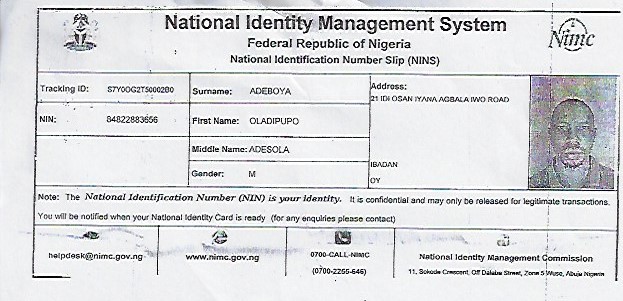 National Identity Management System
Federal Republic of Nigeria
National Identification Number Slip (NINS)
Nimc
Tracking ID: S7Y0OG2T50002B0
Surname: ADEBOYA
Address:
21 IDI OSAN IYANA AGBALA IWO ROAD
NIN: 84822883656
First Name: OLADIPUPO
Middle Name: ADESOLA
IBADAN
Gender: M
OY
Note: The National Identification Number (NIN) is your identity. It is confidential and may only be released for legitimate transactions.
You will be notified when your National Identity Card is ready (for any enquiries please contact)
helpdesk@nimc.gov.ng
www.nimc.gov.ng
0700-CALL-NIMC
(0700-2255-646)
National Identity Management Commission
11, Sokode Crescent, Off Dalaba Street, Zone 5 Wuse, Abuja Nigeria